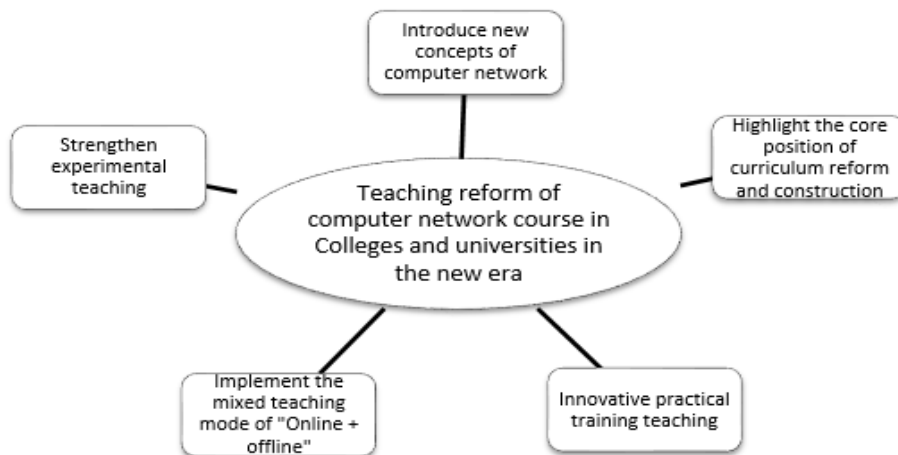 Introduce new
concepts of
computer network
Strengthen
experimental
teaching
Highlight the core
position of
curriculum reform
and construction
Teaching reform of
computer network course in
Colleges and universities in
the new era
Implement the
mixed teaching
mode of "Online +
offline"
Innovative practical
training teaching